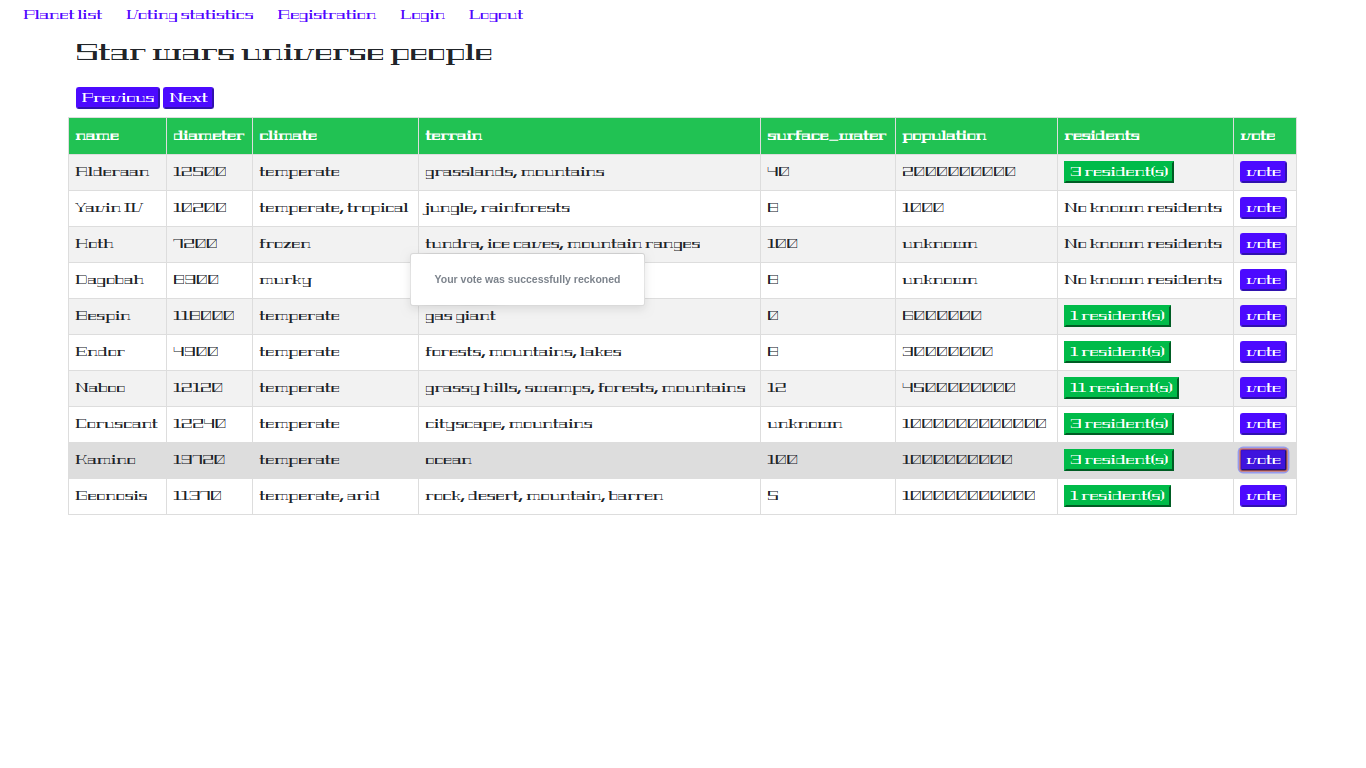 Planet list Voting statistics Registration Login Logout
Star wars universe people
Previous Next
name diameter climate terrain surface_water population residents vote
Alderaan 12500 temperate grasslands, mountains 40 2000000000 3 resident(s) vote
Yavin IV 10200 temperate, tropical jungle, rainforests 8 1000 No known residents vote
Hoth 7200 frozen tundra, ice caves, mountain ranges 100 unknown No known residents vote
Dagobah 8900 murky 8 unknown No known residents vote
Your vote was successfully reckoned
Bespin 118000 temperate gas giant 0 6000000 1 resident(s) vote
Endor 4900 temperate forests, mountains, lakes 8 30000000 1 resident(s) vote
Naboo 12120 temperate grassy hills, swamps, forests, mountains 12 4500000000 11 resident(s) vote
Coruscant 12240 temperate cityscape, mountains unknown 1000000000000 3 resident(s) vote
Kamino 19720 temperate ocean 100 1000000000 3 resident(s) vote
Geonosis 11370 temperate, arid rock, desert, mountain, barren 5 100000000000 1 resident(s) vote